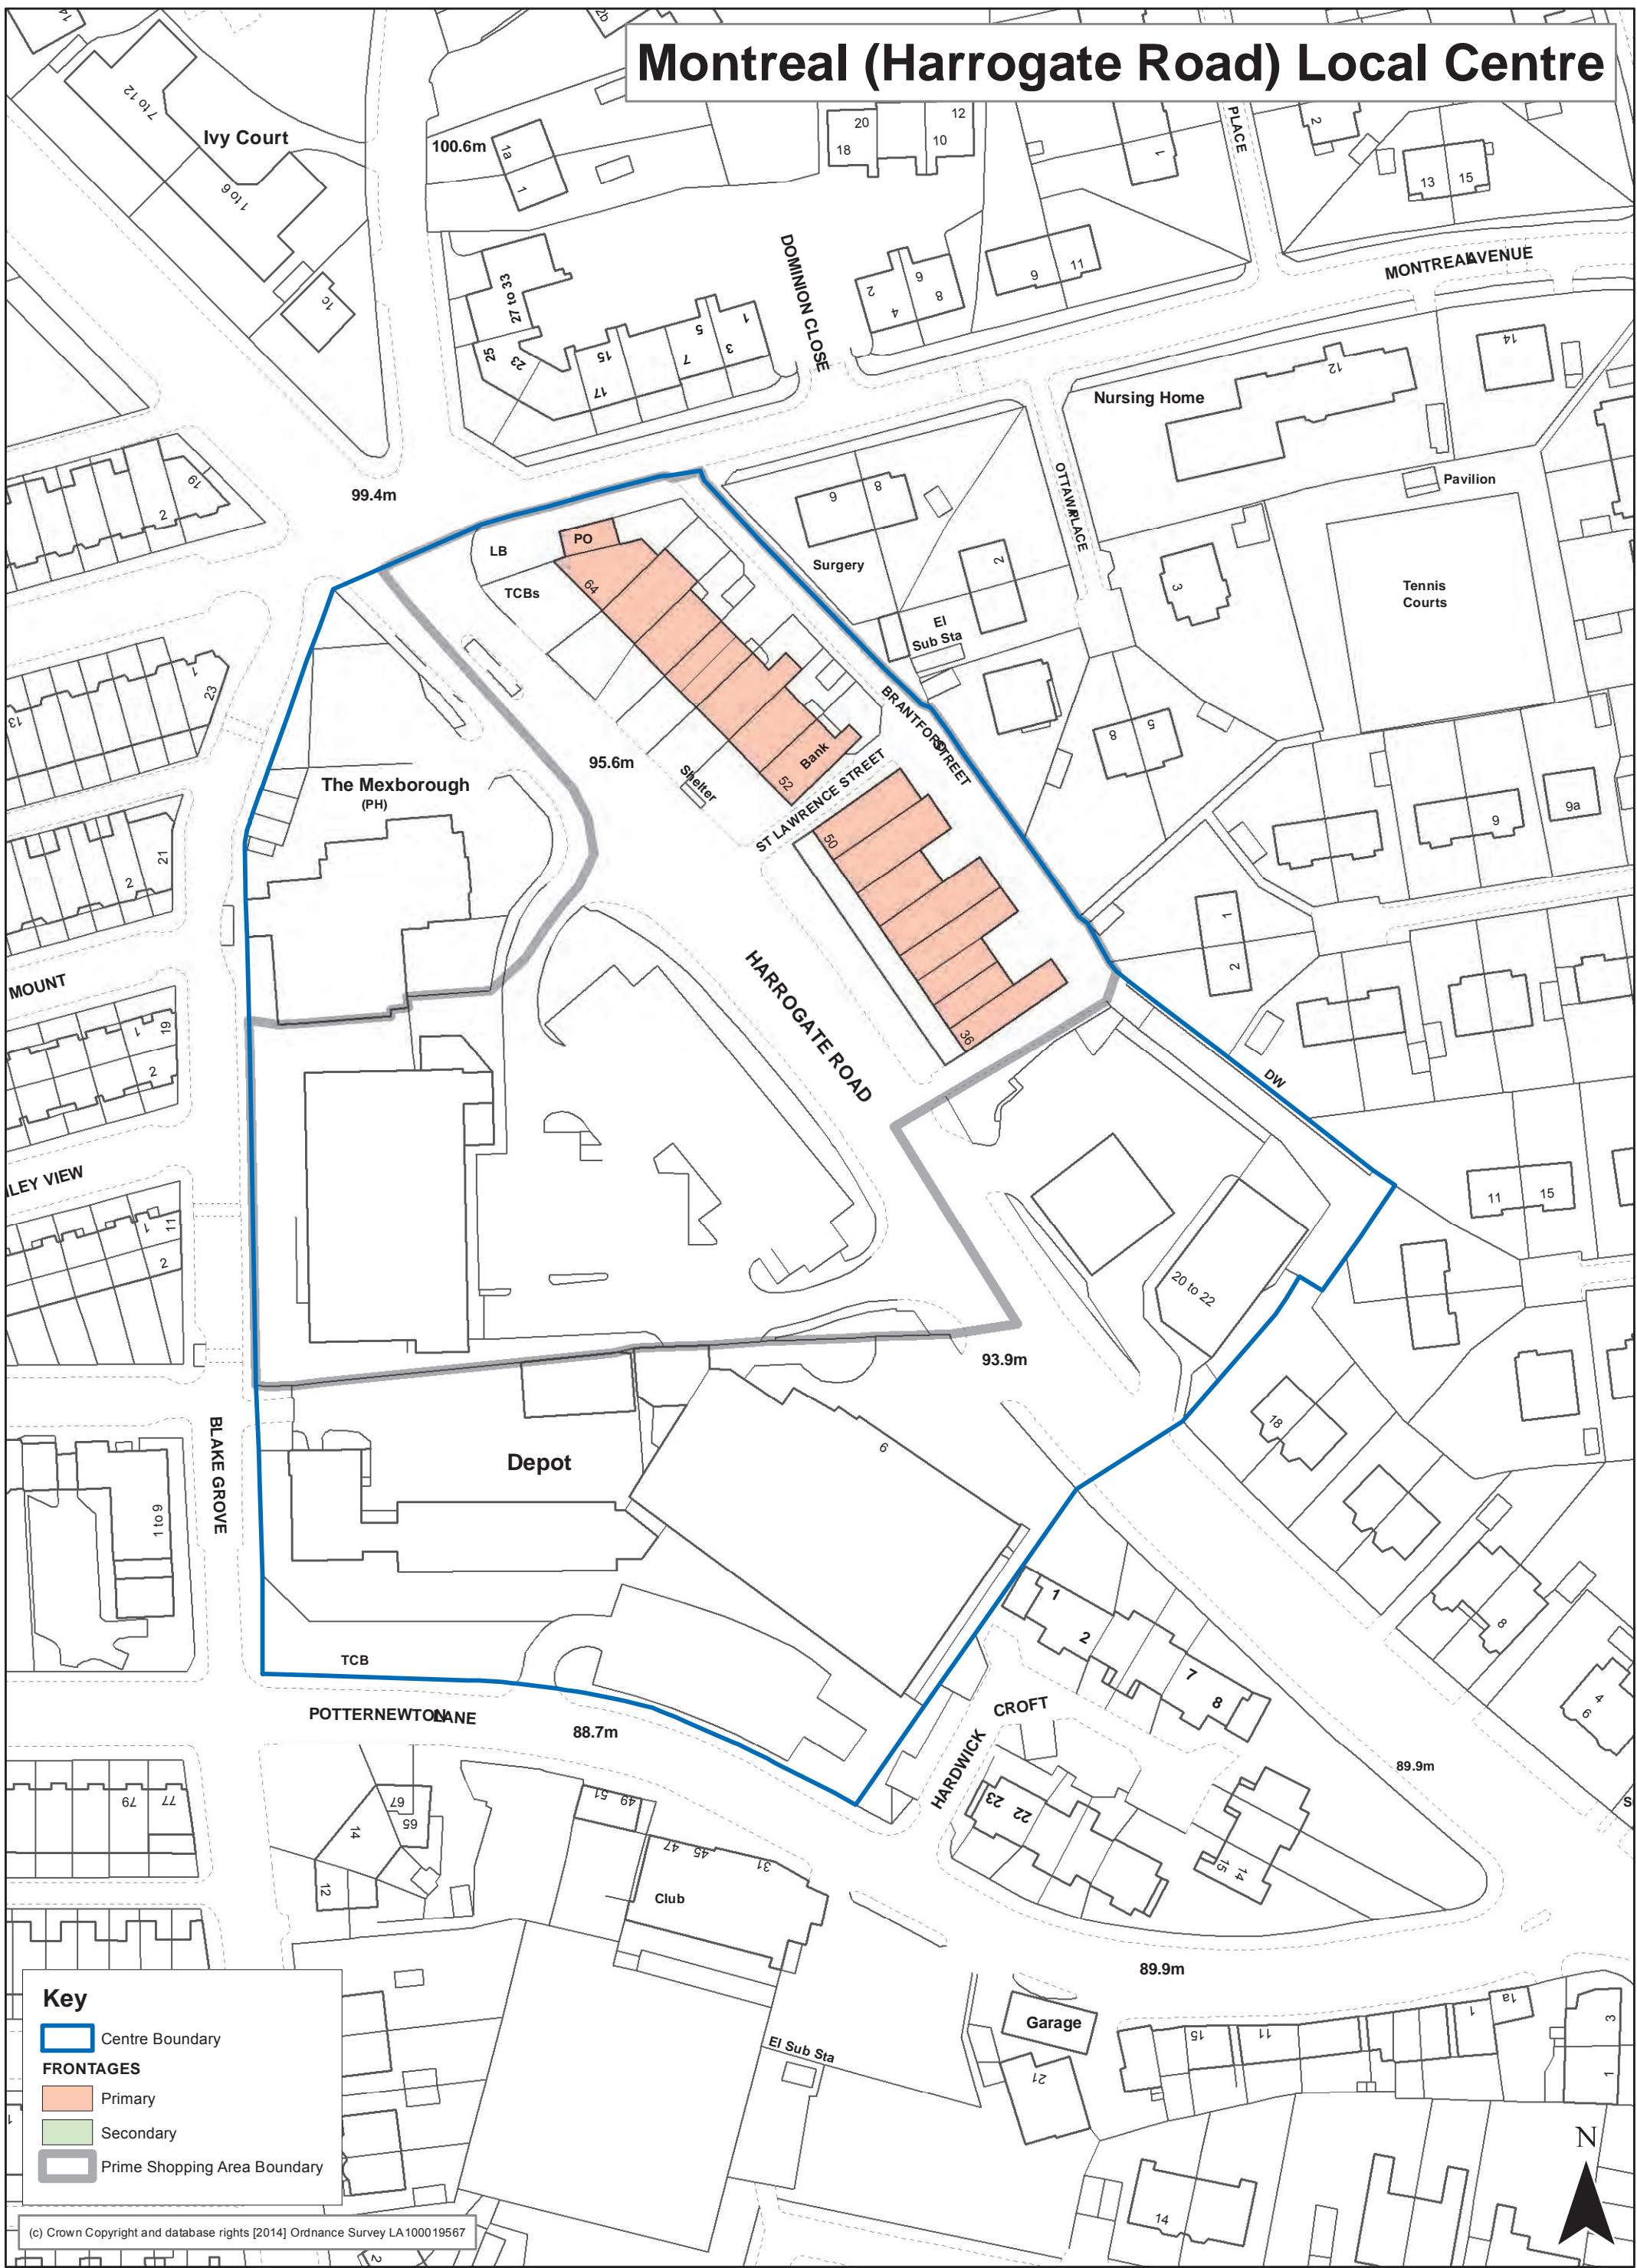 Montreal (Harrogate Road) Local Centre
14
2b
7 to 12
Ivy Court
1 to 6
1c
100.6m
1a
1
20
18
12
10
PLACE
1
2
13
15
MONTREAL AVENUE
DOMINION CLOSE
27 to 33
25
23
15
17
7
5
3
1
2
4
6
8
9
11
Nursing Home
12
14
Pavilion
OTTAWA PLACE
Tennis
Courts
99.4m
19
2
LB
PO
TCBs
64
9
8
Surgery
2
3
El
Sub Sta
BRANTFORD STREET
8
5
9
9a
13
1
23
95.6m
Shelter
52
Bank
ST LAWRENCE STREET
The Mexborough
(PH)
50
21
2
1
2
MOUNT
HARROGATE ROAD
36
1
19
2
DW
ILEY VIEW
1
11
2
11
15
20 to 22
93.9m
18
BLAKE GROVE
Depot
6
1 to 9
1
2
7
8
8
4
6
TCB
POTTERNEWTON LANE
88.7m
HARDWICK
CROFT
89.9m
S
79
77
67
65
14
12
51
49
47
45
31
Club
23
22
15
14
89.9m
Garage
21
15
11
1
1a
3
1
El Sub Sta
14
2
1
Key
Centre Boundary
FRONTAGES
Primary
Secondary
Prime Shopping Area Boundary
N
(c) Crown Copyright and database rights [2014] Ordnance Survey LA100019567